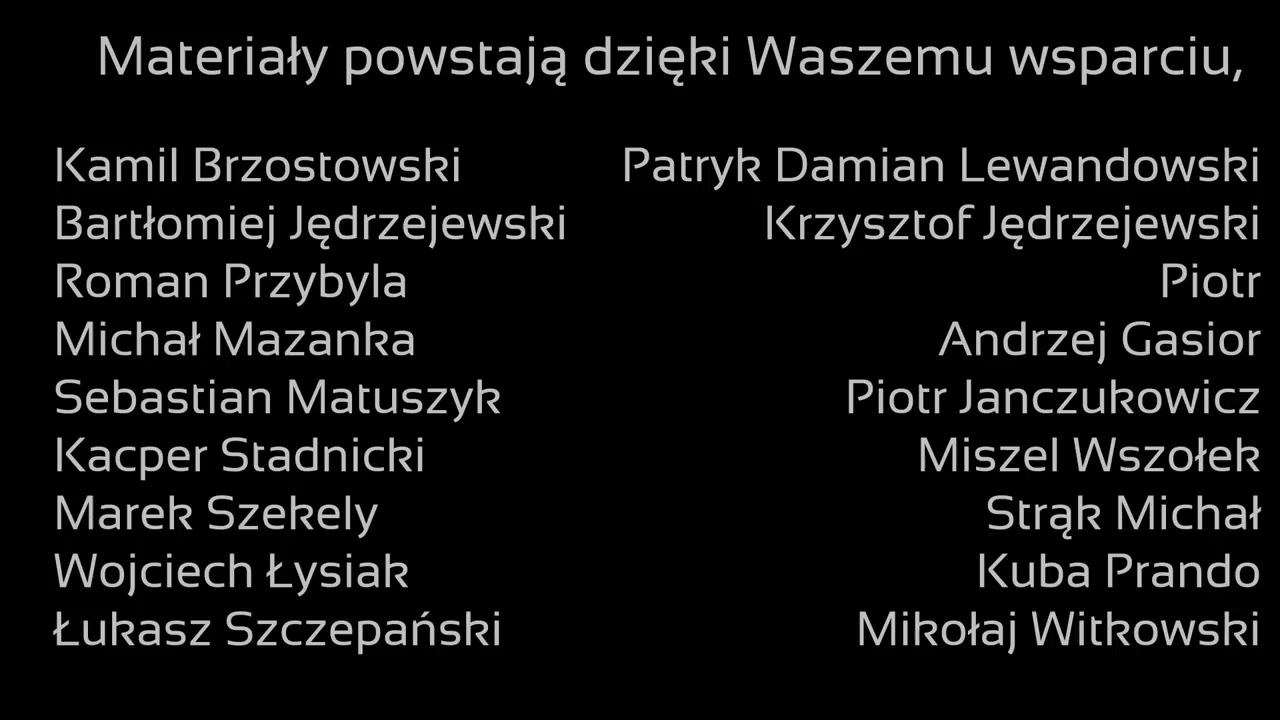 Materiały powstają dzięki Waszemu wsparciu,
Kamil Brzostowski
Bartłomiej Jędrzejewski
Roman Przybyla
Michał Mazanka
Sebastian Matuszyk
Kacper Stadnicki
Marek Szekely
Wojciech Łysiak
Łukasz Szczepański
Patryk Damian Lewandowski
Krzysztof Jędrzejewski
Piotr
Andrzej Gasior
Piotr Janczukowicz
Miszel Wszołek
Strąk Michał
Kuba Prando
Mikołaj Witkowski